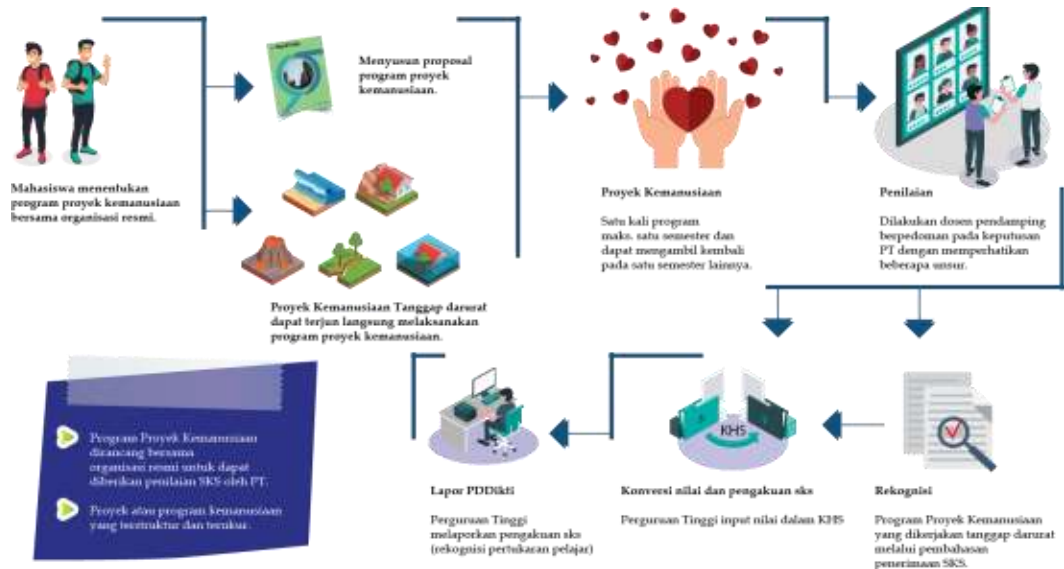 Mahasiswa menentukan
program proyek kemanusiaan
bersama organisasi resmi.
Menyusun proposal
program proyek
kemanusiaan.
Proyek Kemanusiaan Tanggap darurat
dapat terjun langsung melaksanakan
program proyek kemanusiaan.
Proyek Kemanusiaan
Satu kali program
maks. satu semester dan
dapat mengambil kembali
pada satu semester lainnya.
Penilaian
Dilakukan dosen pendamping
berpedoman pada keputusan
PT dengan memperhatikan
beberapa unsur.
Program Proyek Kemanusiaan
dirancang bersama
organisasi resmi untuk dapat
diberikan penilaian SKS oleh PT.
Proyek atau program kemanusiaan
yang terstruktur dan terukur.
Lapor PDDikti
Perguruan Tinggi
melaporkan pengakuan sks
(rekognisi pertukaran pelajar)
KHS
Konversi nilai dan pengakuan sks
Perguruan Tinggi input nilai dalam KHS
Rekognisi
Program Proyek Kemanusiaan
yang dikerjakan tanggap darurat
melalui pembahasan
penerimaan SKS.